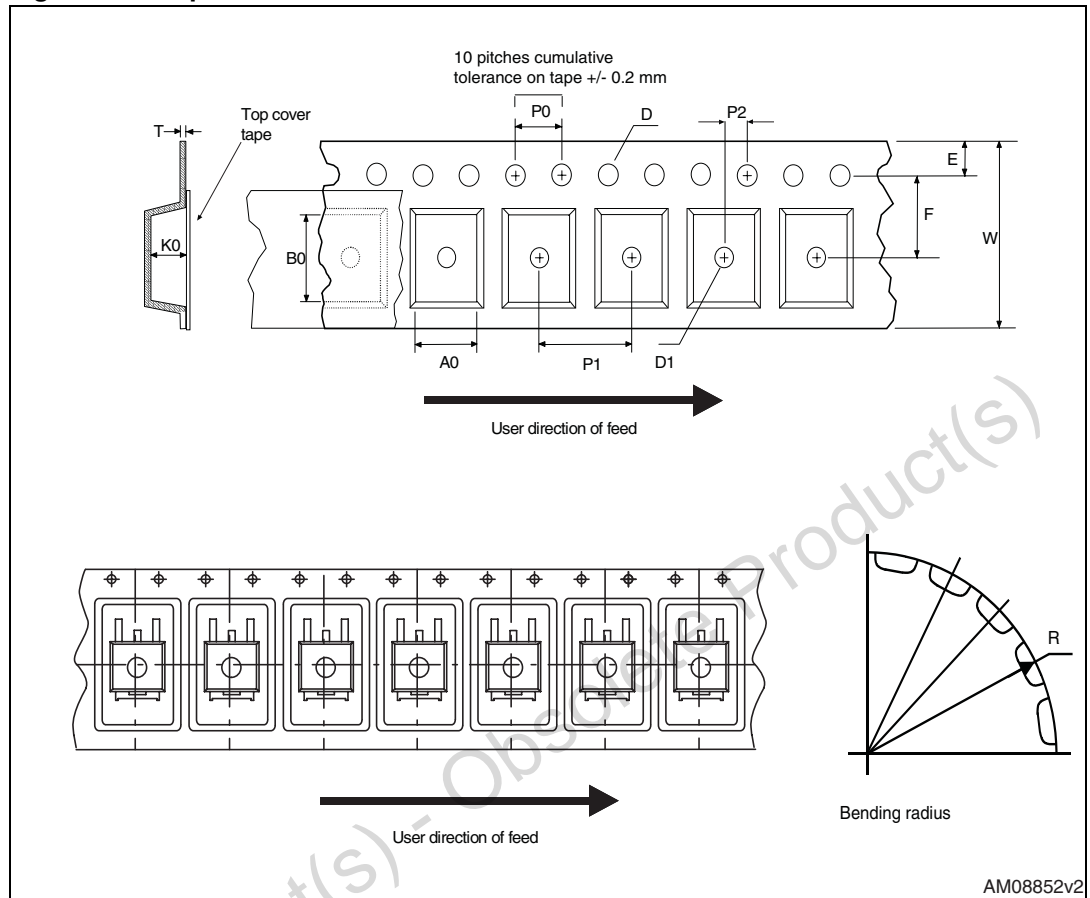 10 pitches cumulative
tolerance on tape +/- 0.2 mm
Top cover
tape
T
P0
D
P2
E
F
W
K0
B0
A0
P1
D1
User direction of feed
R
Bending radius
User direction of feed
AM08852v2
Obsolete Product(s)
t(s) -